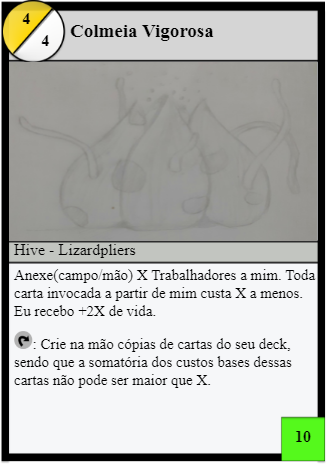 4
4
Colmeia Vigorosa
Hive - Lizardpliers
Anexe(campo/mão) X Trabalhadores a mim. Toda
carta invocada a partir de mim custa X a menos.
Eu recebo +2X de vida.
: Crie na mão cópias de cartas do seu deck,
sendo que a somatória dos custos bases dessas
cartas não pode ser maior que X.
10